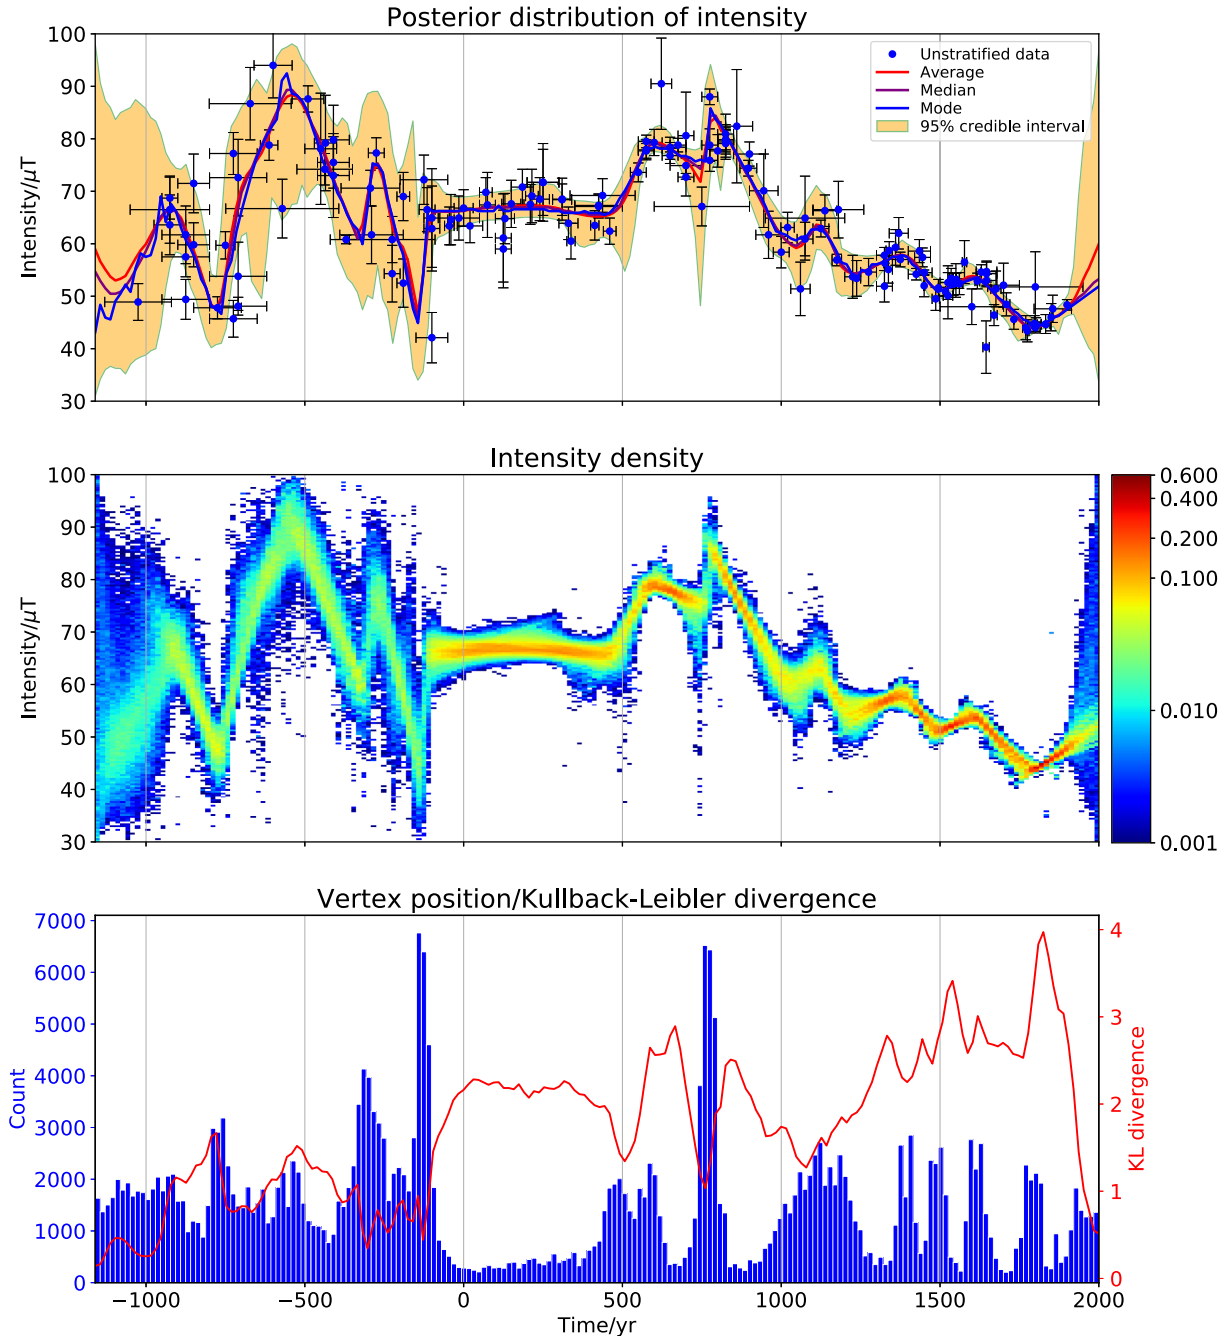 Posterior distribution of intensity
100
90
80
70
60
50
40
30
Intensity/μT
Unstratified data
Average
Median
Mode
95% credible interval
Intensity density
100
90
80
70
60
50
40
30
Intensity/μT
0.600
0.400
0.200
0.100
0.010
0.001
Vertex position/Kullback-Leibler divergence
7000
6000
5000
4000
3000
2000
1000
0
Count
4
3
2
1
0
KL divergence
−1000 −500 0 500 1000 1500 2000
Time/yr